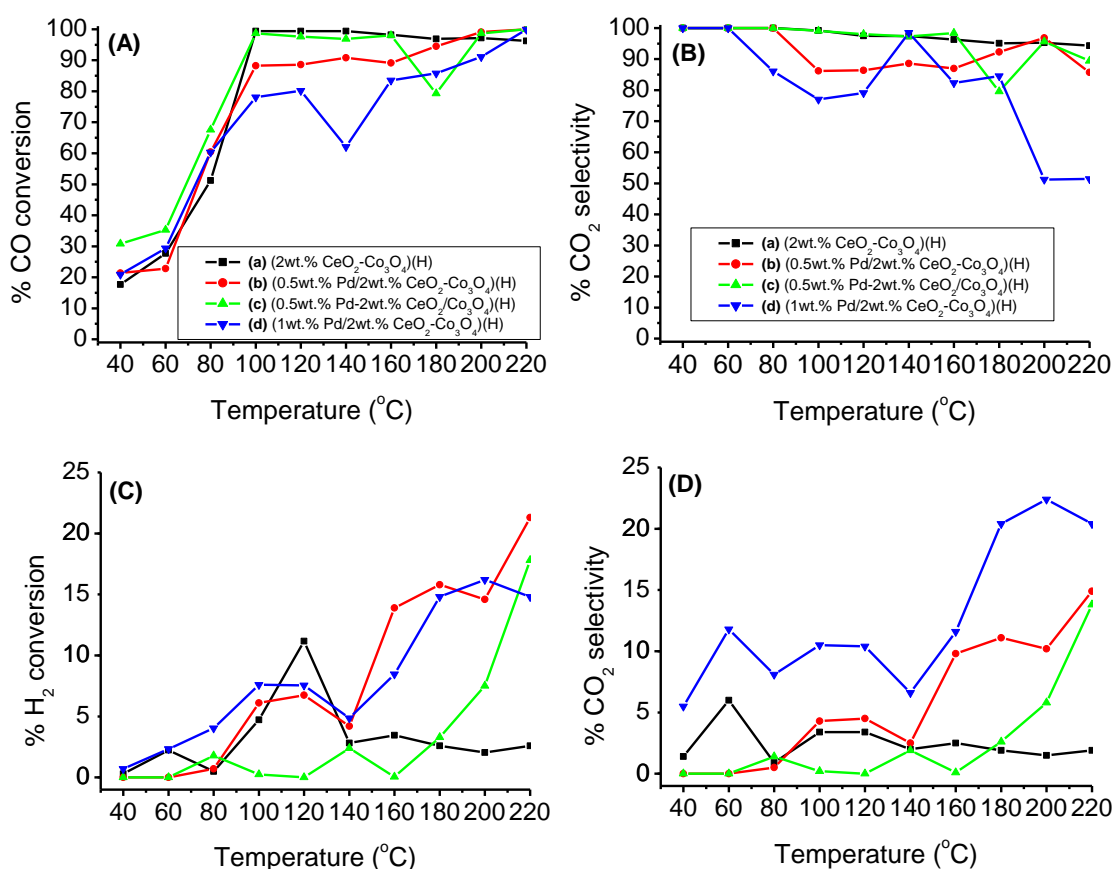 (A)
% CO conversion
100
90
80
70
60
50
40
30
20
10
0
(a) (2wt.% CeO₂-Co₃O₄)(H)
(b) (0.5wt.% Pd/2wt.% CeO₂-Co₃O₄)(H)
(c) (0.5wt.% Pd-2wt.% CeO₂/Co₃O₄)(H)
(d) (1wt.% Pd/2wt.% CeO₂-Co₃O₄)(H)
40 60 80 100 120 140 160 180 200 220
Temperature (°C)
(B)
% CO₂ selectivity
100
90
80
70
60
50
40
30
20
10
0
(a) (2wt.% CeO₂-Co₃O₄)(H)
(b) (0.5wt.% Pd/2wt.% CeO₂-Co₃O₄)(H)
(c) (0.5wt.% Pd-2wt.% CeO₂/Co₃O₄)(H)
(d) (1wt.% Pd/2wt.% CeO₂-Co₃O₄)(H)
40 60 80 100 120 140 160 180 200 220
Temperature (°C)
(C)
% H₂ conversion
25
20
15
10
5
0
40 60 80 100 120 140 160 180 200 220
Temperature (°C)
(D)
% CO₂ selectivity
25
20
15
10
5
0
40 60 80 100 120 140 160 180 200 220
Temperature (°C)